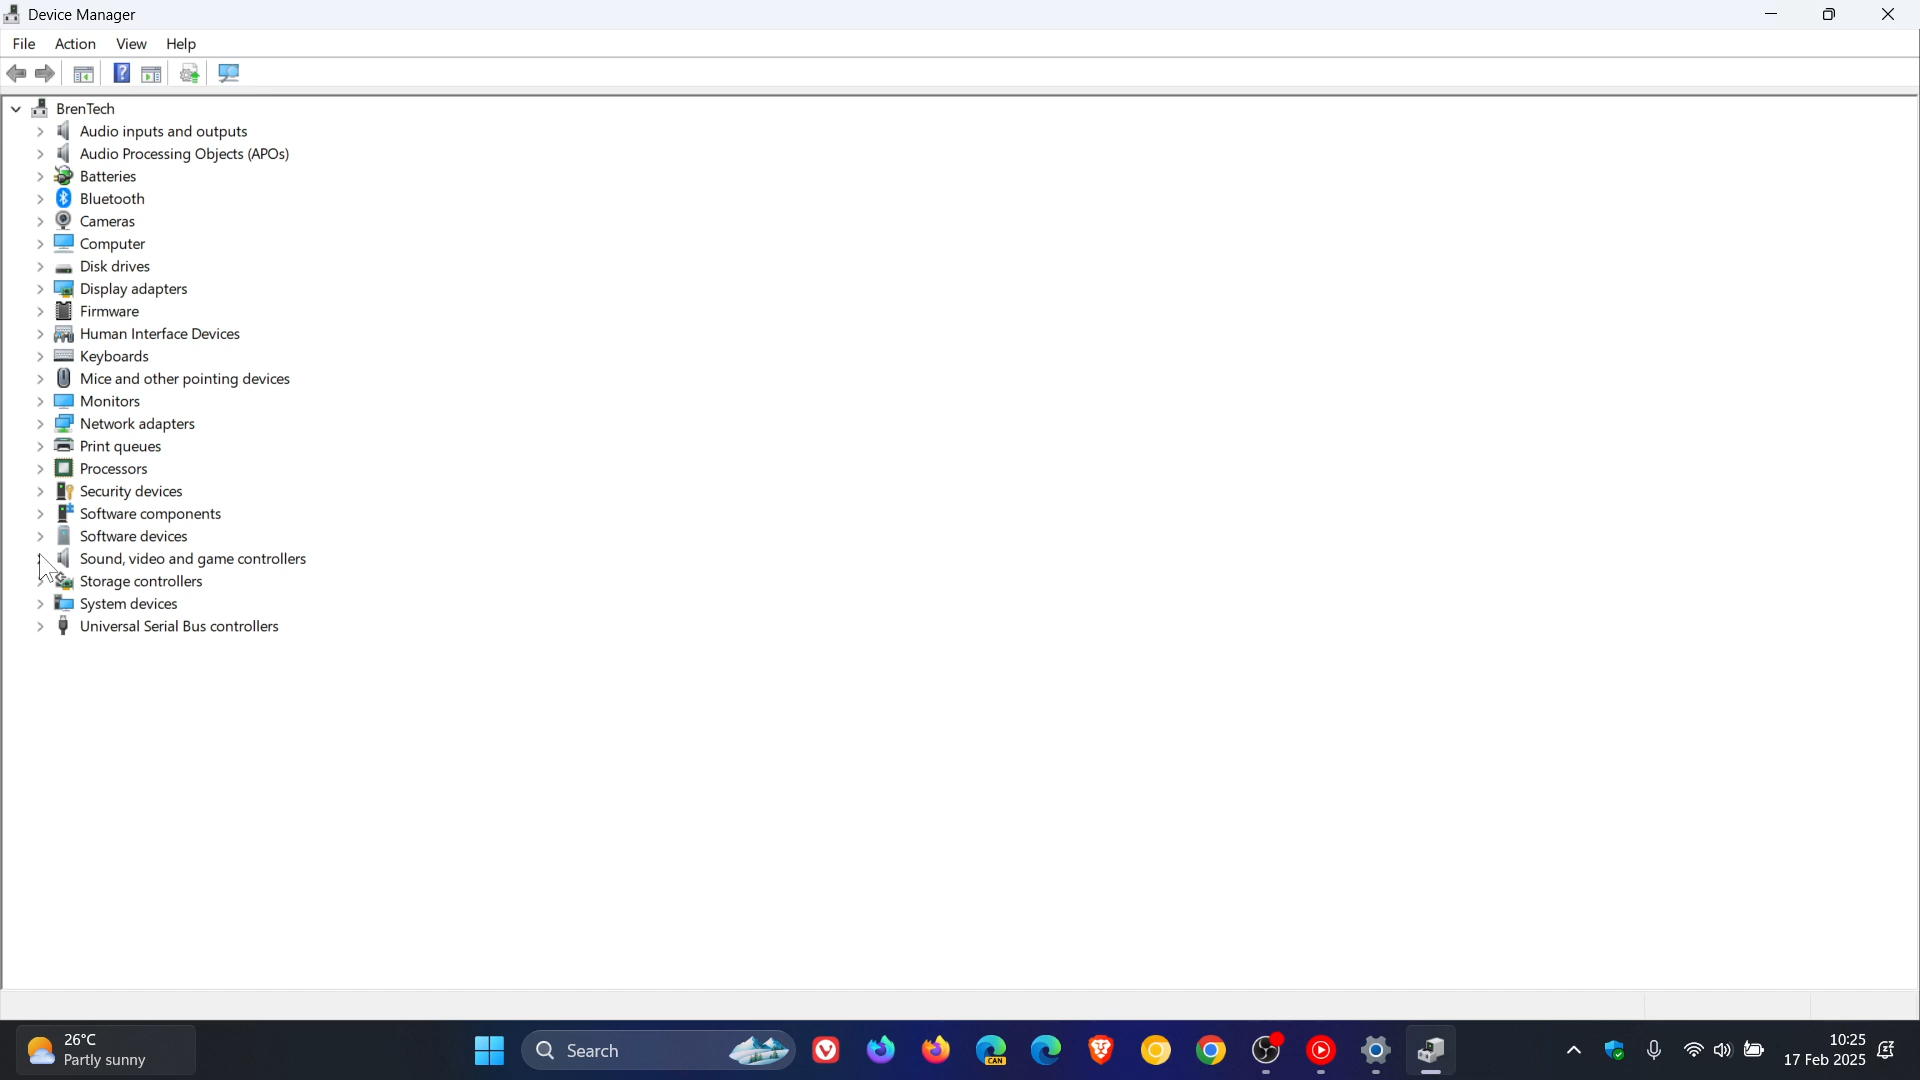 Device Manager
File Action View Help
BrenTech
Audio inputs and outputs
Audio Processing Objects (APOs)
Batteries
Bluetooth
Cameras
Computer
Disk drives
Display adapters
Firmware
Human Interface Devices
Keyboards
Mice and other pointing devices
Monitors
Network adapters
Print queues
Processors
Security devices
Software components
Software devices
Sound, video and game controllers
Storage controllers
System devices
Universal Serial Bus controllers
26°C
Partly sunny
Search
CAN
10:25
17 Feb 2025